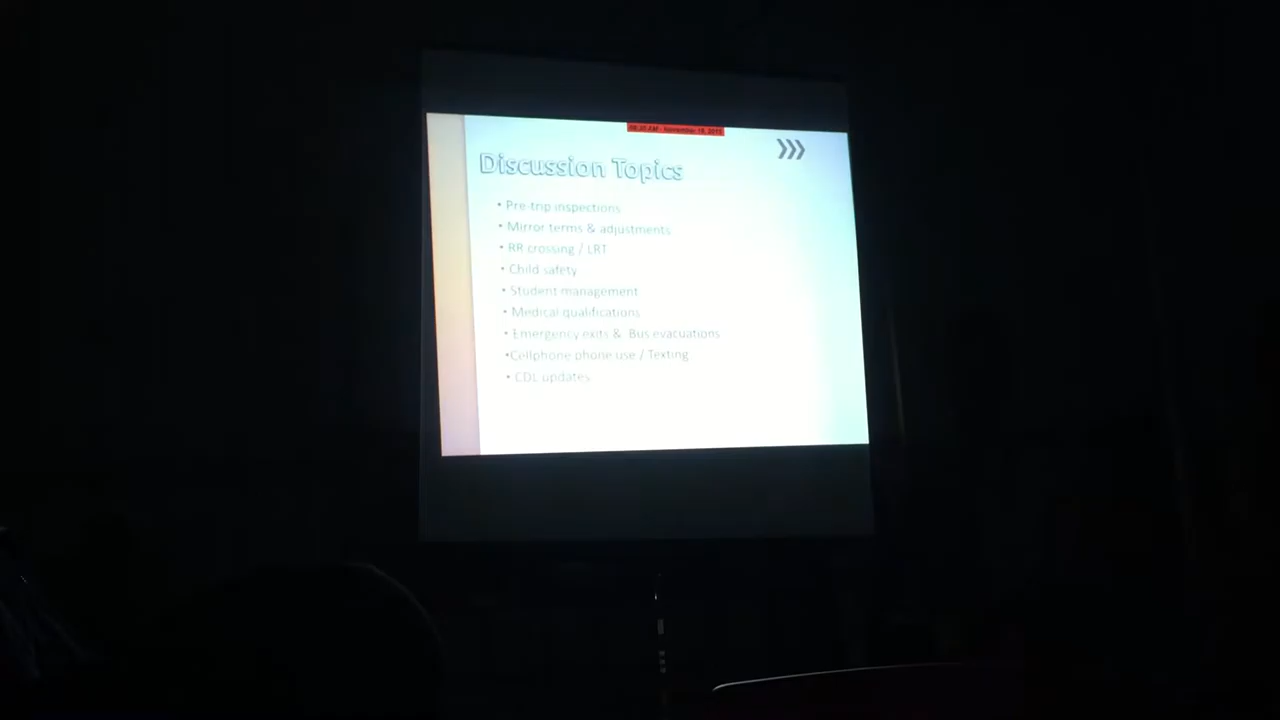 Discussion Topics
• Pre-trip inspections
• Mirror terms & adjustments
• RR crossing / LRT
• Child safety
• Student management
• Medical qualifications
• Emergency exits & Bus evacuations
•Cellphone phone use / Texting
• CDL updates